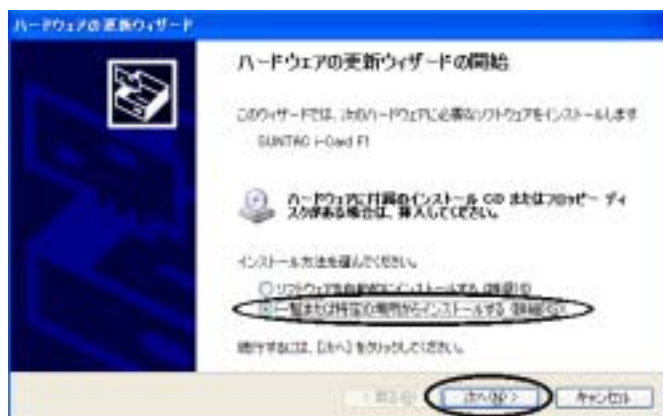 ハードウェアの更新ウィザード
ハードウェアの更新ウィザードの開始
このウィザードでは、次のハードウェアに必要なソフトウェアをインストールします
SUNTAC i-Card F1
ハードウェアに付属のインストール CD またはフロッピー ディ
スクがある場合は、挿入してください。
インストール方法を選んでください。
ソフトウェアを自動的にインストールする (推奨)(I)
一覧または特定の場所からインストールする (詳細)(S)
続行するには、[次へ] をクリックしてください。
< 戻る(B)
次へ(N) >
キャンセル